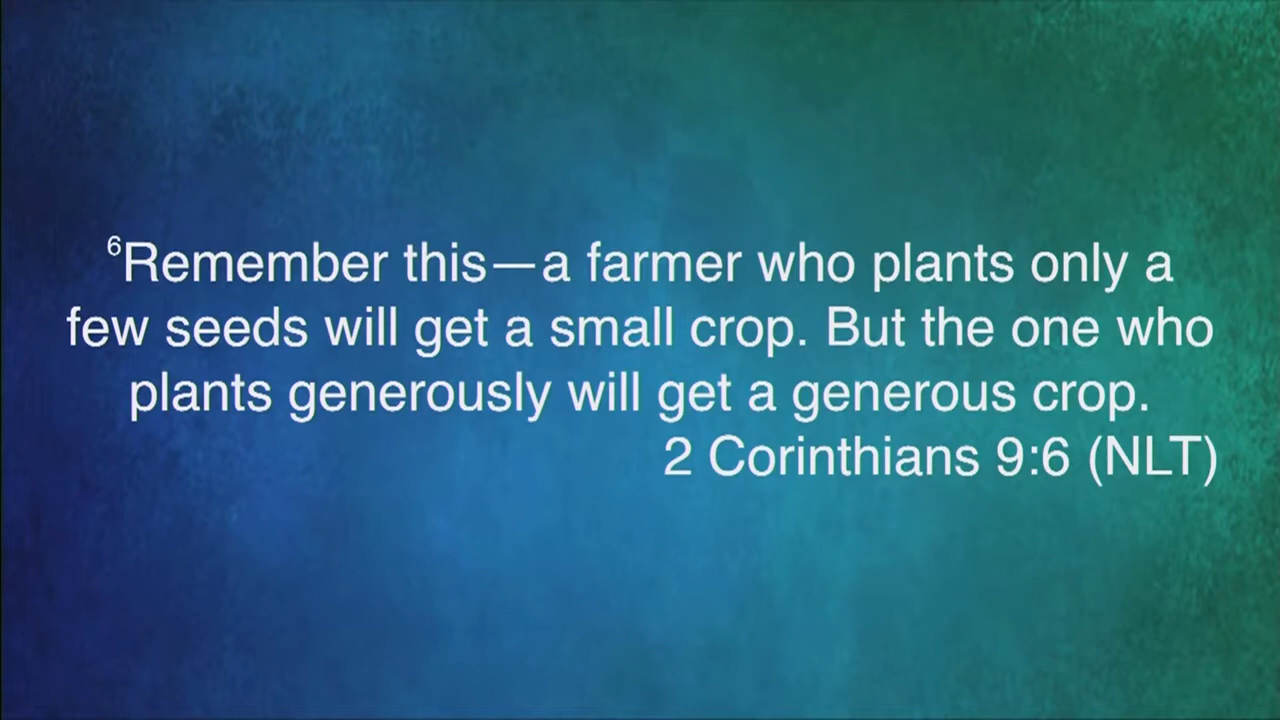 ⁶Remember this—a farmer who plants only a
few seeds will get a small crop. But the one who
plants generously will get a generous crop.
2 Corinthians 9:6 (NLT)